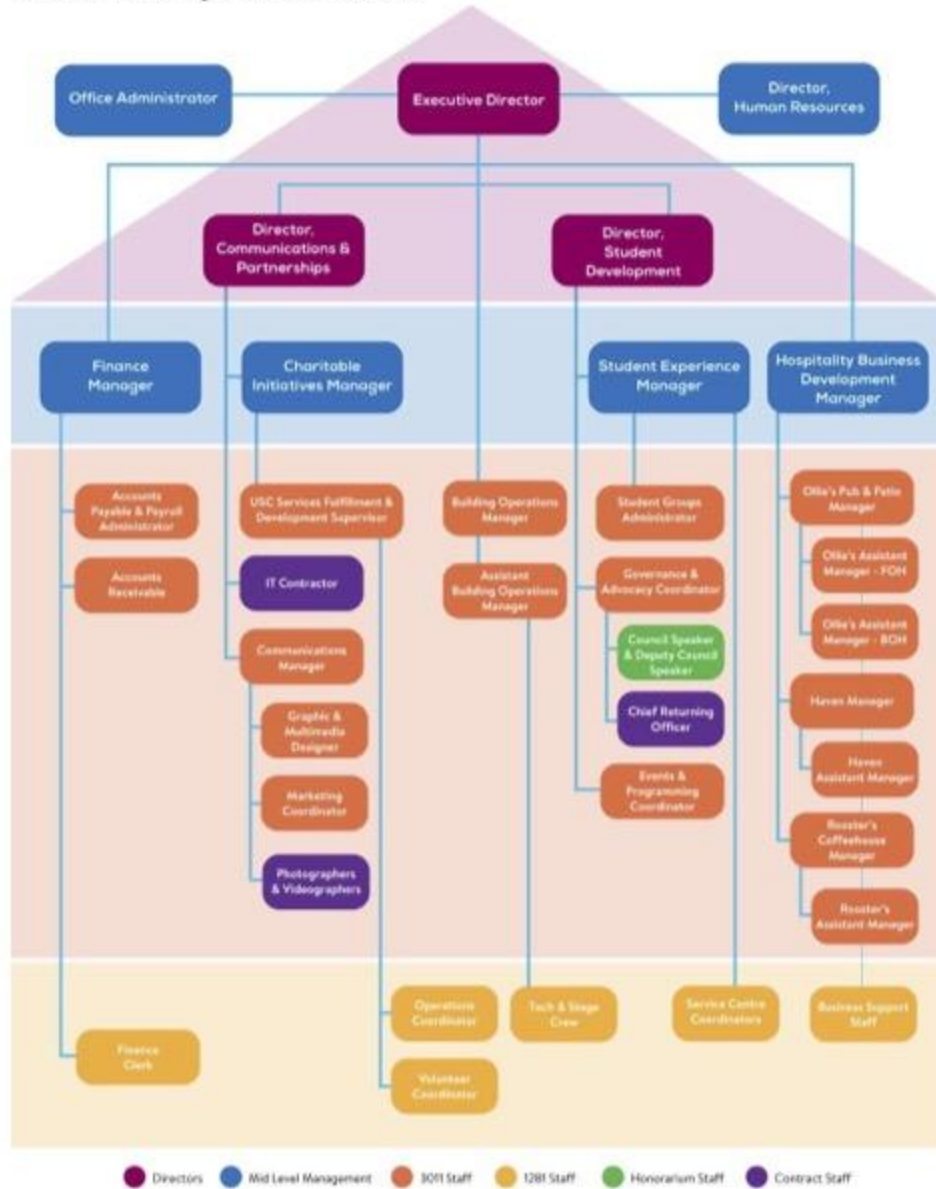 Office Administrator
Executive Director
Director,
Human Resources
Director,
Communications &
Partnerships
Director,
Student
Development
Finance
Manager
Charitable
Initiatives Manager
Student Experience
Manager
Hospitality Business
Development
Manager
Accounts
Payable & Payroll
Administrator
USC Services Fulfillment &
Development Supervisor
Building Operations
Manager
Student Groups
Administrator
Ollie's Pub & Patio
Manager
Accounts
Receivable
IT Contractor
Assistant
Building Operations
Manager
Governance &
Advocacy Coordinator
Ollie's Assistant
Manager - FOH
Ollie's Assistant
Manager - BOH
Communications
Manager
Council Speaker
& Deputy Council
Speaker
Graphic &
Multimedia
Designer
Chief Returning
Officer
Haven Manager
Marketing
Coordinator
Events &
Programming
Coordinator
Haven
Assistant Manager
Rooster's
Coffeehouse
Manager
Photographers
& Videographers
Rooster's
Assistant Manager
Operations
Coordinator
Tech & Stage
Crew
Service Centre
Coordinators
Business Support
Staff
Finance
Clerk
Volunteer
Coordinator
Directors
Mid Level Management
3011 Staff
1281 Staff
Honorarium Staff
Contract Staff